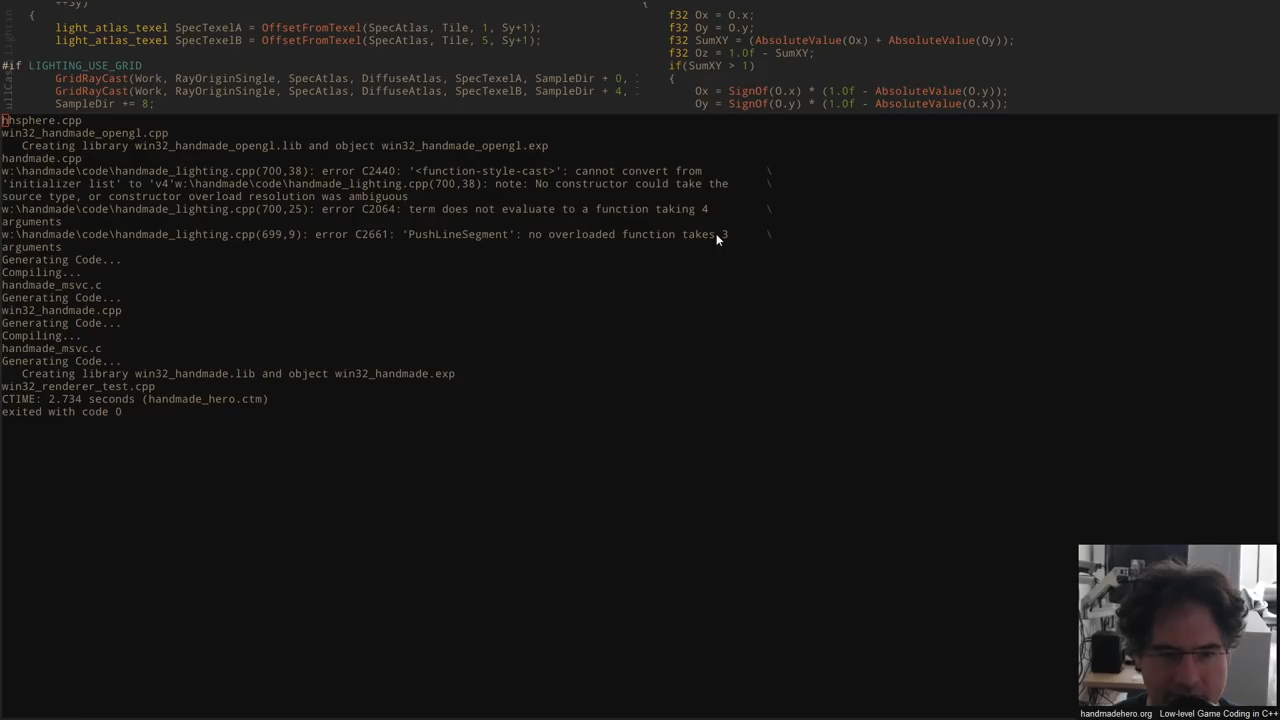 ++Sy)
{
light_atlas_texel SpecTexelA = OffsetFromTexel(SpecAtlas, Tile, 1, Sy+1);
light_atlas_texel SpecTexelB = OffsetFromTexel(SpecAtlas, Tile, 5, Sy+1);
#if LIGHTING_USE_GRID
GridRayCast(Work, RayOriginSingle, SpecAtlas, DiffuseAtlas, SpecTexelA, SampleDir + 0,
GridRayCast(Work, RayOriginSingle, SpecAtlas, DiffuseAtlas, SpecTexelB, SampleDir + 4,
SampleDir += 8;
{
f32 Ox = O.x;
f32 Oy = O.y;
f32 SumXY = (AbsoluteValue(Ox) + AbsoluteValue(Oy));
f32 Oz = 1.0f - SumXY;
if(SumXY > 1)
{
Ox = SignOf(O.x) * (1.0f - AbsoluteValue(O.y));
Oy = SignOf(O.y) * (1.0f - AbsoluteValue(O.x));
hhsphere.cpp
win32_handmade_opengl.cpp
Creating library win32_handmade_opengl.lib and object win32_handmade_opengl.exp
handmade.cpp
w:\handmade\code\handmade_lighting.cpp(700,38): error C2440: '<function-style-cast>': cannot convert from \
'initializer list' to 'v4'w:\handmade\code\handmade_lighting.cpp(700,38): note: No constructor could take the \
source type, or constructor overload resolution was ambiguous
w:\handmade\code\handmade_lighting.cpp(700,25): error C2064: term does not evaluate to a function taking 4 \
arguments
w:\handmade\code\handmade_lighting.cpp(699,9): error C2661: 'PushLineSegment': no overloaded function takes 3 \
arguments
Generating Code...
Compiling...
handmade_msvc.c
Generating Code...
win32_handmade.cpp
Generating Code...
Compiling...
handmade_msvc.c
Generating Code...
Creating library win32_handmade.lib and object win32_handmade.exp
win32_renderer_test.cpp
CTIME: 2.734 seconds (handmade_hero.ctm)
exited with code 0
handmadehero.org Low-level Game Coding in C++